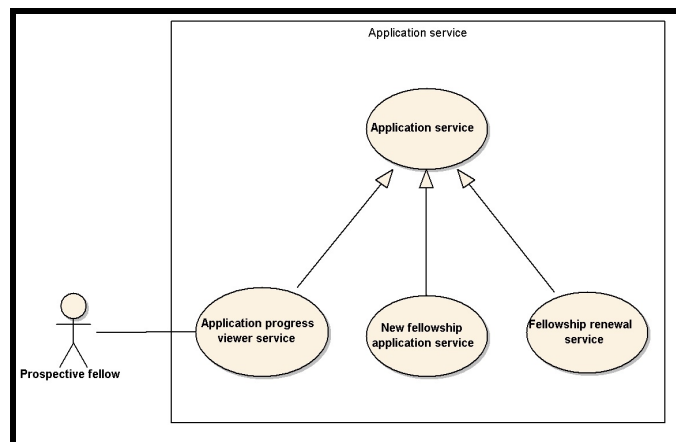 Application service
Application service
Application progress
viewer service
New fellowship
application service
Fellowship renewal
service
Prospective fellow